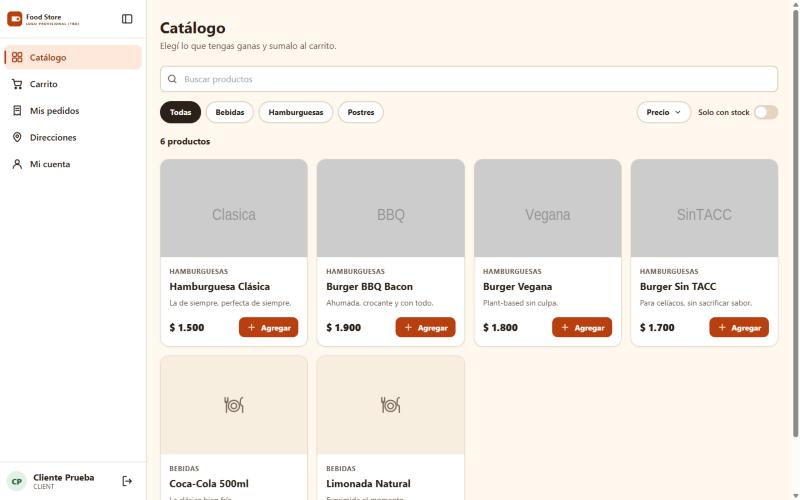 Food Store
LOGO PROVISIONAL (TBD)
Catálogo
Carrito
Mis pedidos
Direcciones
Mi cuenta
CP
Cliente Prueba
CLIENT
Catálogo
Elegí lo que tengas ganas y sumalo al carrito.
Buscar productos
Todas
Bebidas
Hamburguesas
Postres
Precio
Solo con stock
6 productos
Clasica
BBQ
Vegana
SinTACC
HAMBURGUESAS
Hamburguesa Clásica
La de siempre, perfecta de siempre.
$ 1.500
+ Agregar
HAMBURGUESAS
Burger BBQ Bacon
Ahumada, crocante y con todo.
$ 1.900
+ Agregar
HAMBURGUESAS
Burger Vegana
Plant-based sin culpa.
$ 1.800
+ Agregar
HAMBURGUESAS
Burger Sin TACC
Para celíacos, sin sacrificar sabor.
$ 1.700
+ Agregar
BEBIDAS
Coca-Cola 500ml
BEBIDAS
Limonada Natural